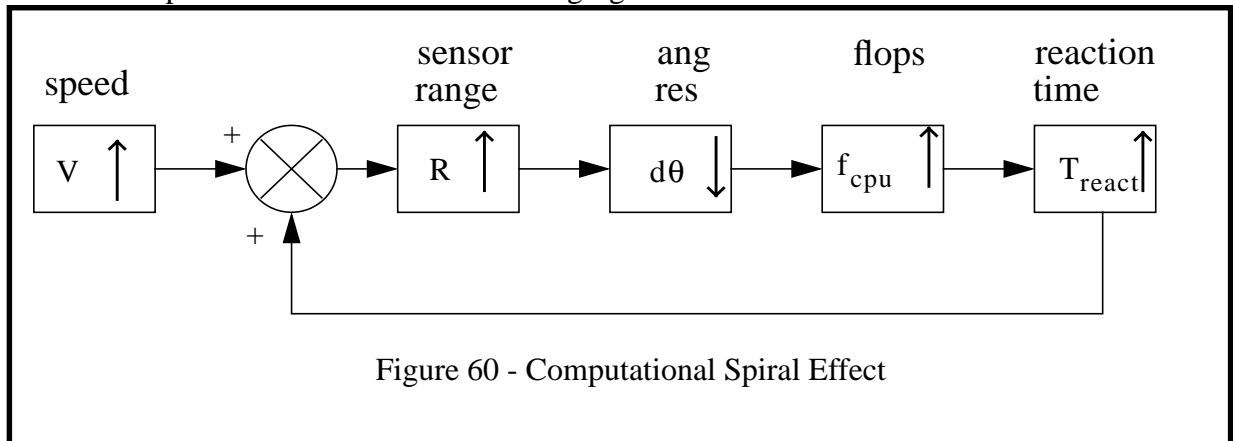 speed
sensor
range
ang
res
flops
reaction
time
+
V
R
dθ
f_cpu
T_react
+
Figure 60 - Computational Spiral Effect